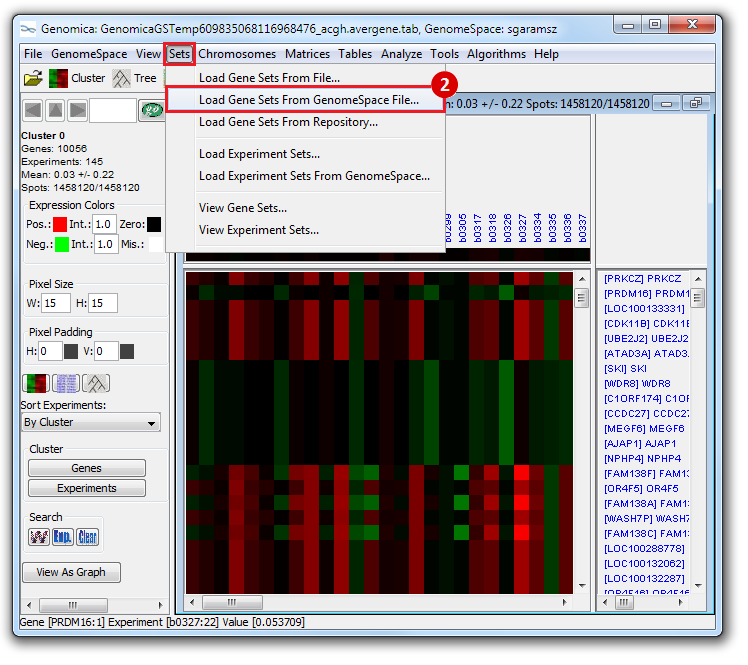 Genomica: GenomicaGSTemp609835068116968476_acgh.avergene.tab, GenomeSpace: sgaramsz
File GenomeSpace View Sets Chromosomes Matrices Tables Analyze Tools Algorithms Help
Cluster Tree
Load Gene Sets From File...
2
Load Gene Sets From GenomeSpace File...
n: 0.03 +/- 0.22 Spots: 1458120/1458120
Load Gene Sets From Repository...
Load Experiment Sets...
Load Experiment Sets From GenomeSpace...
View Gene Sets...
View Experiment Sets...
Cluster 0
Genes: 10056
Experiments: 145
Mean: 0.03 +/- 0.22
Spots: 1458120/1458120
Expression Colors
Pos.: Int.: 1.0 Zero:
Neg.: Int.: 1.0 Mis.:
Pixel Size
W: 15 H: 15
Pixel Padding
H: 0 V: 0
Sort Experiments:
By Cluster
Cluster
Genes
Experiments
Search
Exp. Clear
View As Graph
b0299
b0305
b0317
b0318
b0326
b0327
b0334
b0335
b0336
b0337
[PRKCZ] PRKCZ
[PRDM16] PRDM1
[LOC100133331]
[CDK11B] CDK11
[UBE2J2] UBE2J2
[ATAD3A] ATAD3
[SKI] SKI
[WDR8] WDR8
[C1ORF174] C1O
[CCDC27] CCDC27
[MEGF6] MEGF6
[AJAP1] AJAP1
[NPHP4] NPHP4
[FAM138F] FAM1
[OR4F5] OR4F5
[FAM138A] FAM1
[WASH7P] WASH
[FAM138C] FAM1
[LOC100288778]
[LOC100132062]
[LOC100132287]
[OR4F16] OR4F1
Gene [PRDM16:1] Experiment [b0327:22] Value [0.053709]